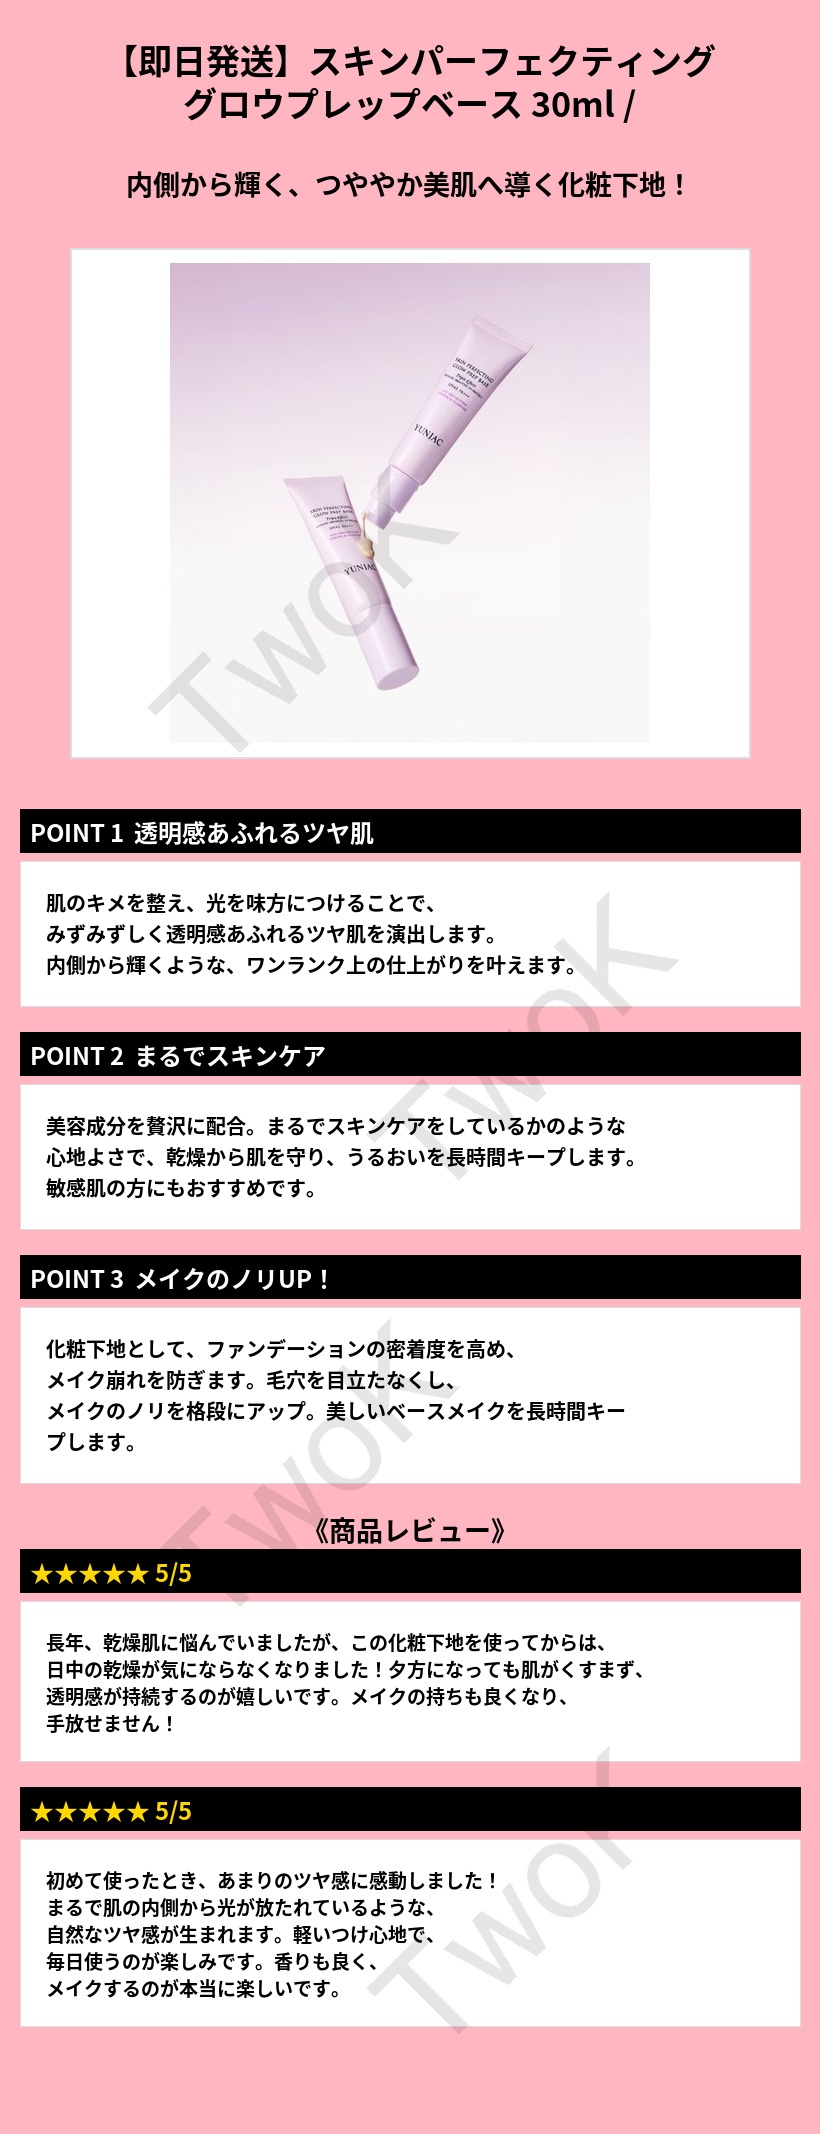 【即日発送】スキンパーフェクティング
グロウプレップベース 30ml /
内側から輝く、つややか美肌へ導く化粧下地！
SKIN PERFECTING
GLOW PREP BASE
YUNJAC
SKIN PERFECTING
GLOW PREP BASE
YUNJAC
TwoK
POINT 1 透明感あふれるツヤ肌
肌のキメを整え、光を味方につけることで、
みずみずしく透明感あふれるツヤ肌を演出します。
内側から輝くような、ワンランク上の仕上がりを叶えます。
TwoK
POINT 2 まるでスキンケア
美容成分を贅沢に配合。まるでスキンケアをしているかのような
心地よさで、乾燥から肌を守り、うるおいを長時間キープします。
敏感肌の方にもおすすめです。
POINT 3 メイクのノリUP！
化粧下地として、ファンデーションの密着度を高め、
メイク崩れを防ぎます。毛穴を目立たなくし、
メイクのノリを格段にアップ。美しいベースメイクを長時間キー
プします。
TwoK
《商品レビュー》
★★★★★ 5/5
長年、乾燥肌に悩んでいましたが、この化粧下地を使ってからは、
日中の乾燥が気にならなくなりました！夕方になっても肌がくすまず、
透明感が持続するのが嬉しいです。メイクの持ちも良くなり、
手放せません！
★★★★★ 5/5
初めて使ったとき、あまりのツヤ感に感動しました！
まるで肌の内側から光が放たれているような、
自然なツヤ感が生まれます。軽いつけ心地で、
毎日使うのが楽しみです。香りも良く、
メイクするのが本当に楽しいです。
TwoK